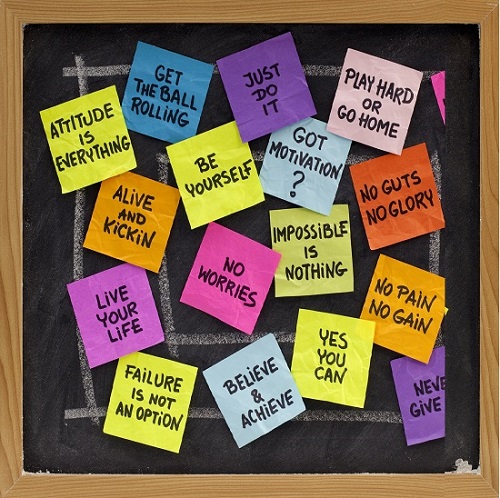 GET
THE BALL
ROLLING
JUST
DO
IT
PLAY HARD
OR
GO HOME
ATTITUDE
IS
EVERYTHING
BE
YOURSELF
GOT
MOTIVATION
?
NO GUTS
NO GLORY
ALIVE
AND
KICKIN
NO
WORRIES
IMPOSSIBLE
IS
NOTHING
LIVE
YOUR
LIFE
NO PAIN
NO GAIN
FAILURE
IS NOT
AN OPTION
BELIEVE
&
ACHIEVE
YES
YOU
CAN
NEVE
GIVE